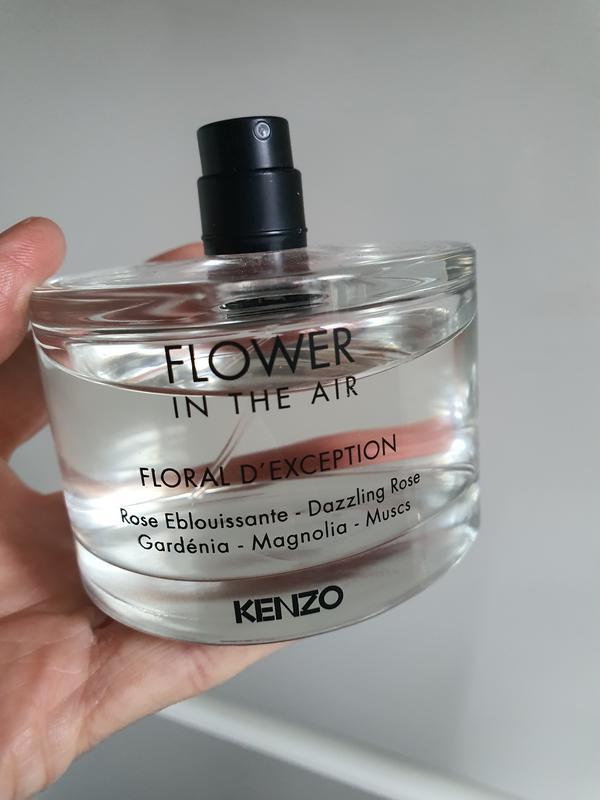 FLOWER
IN THE AIR
FLORAL D'EXCEPTION
Rose Eblouissante - Dazzling Rose
Gardénia - Magnolia - Muscs
KENZO